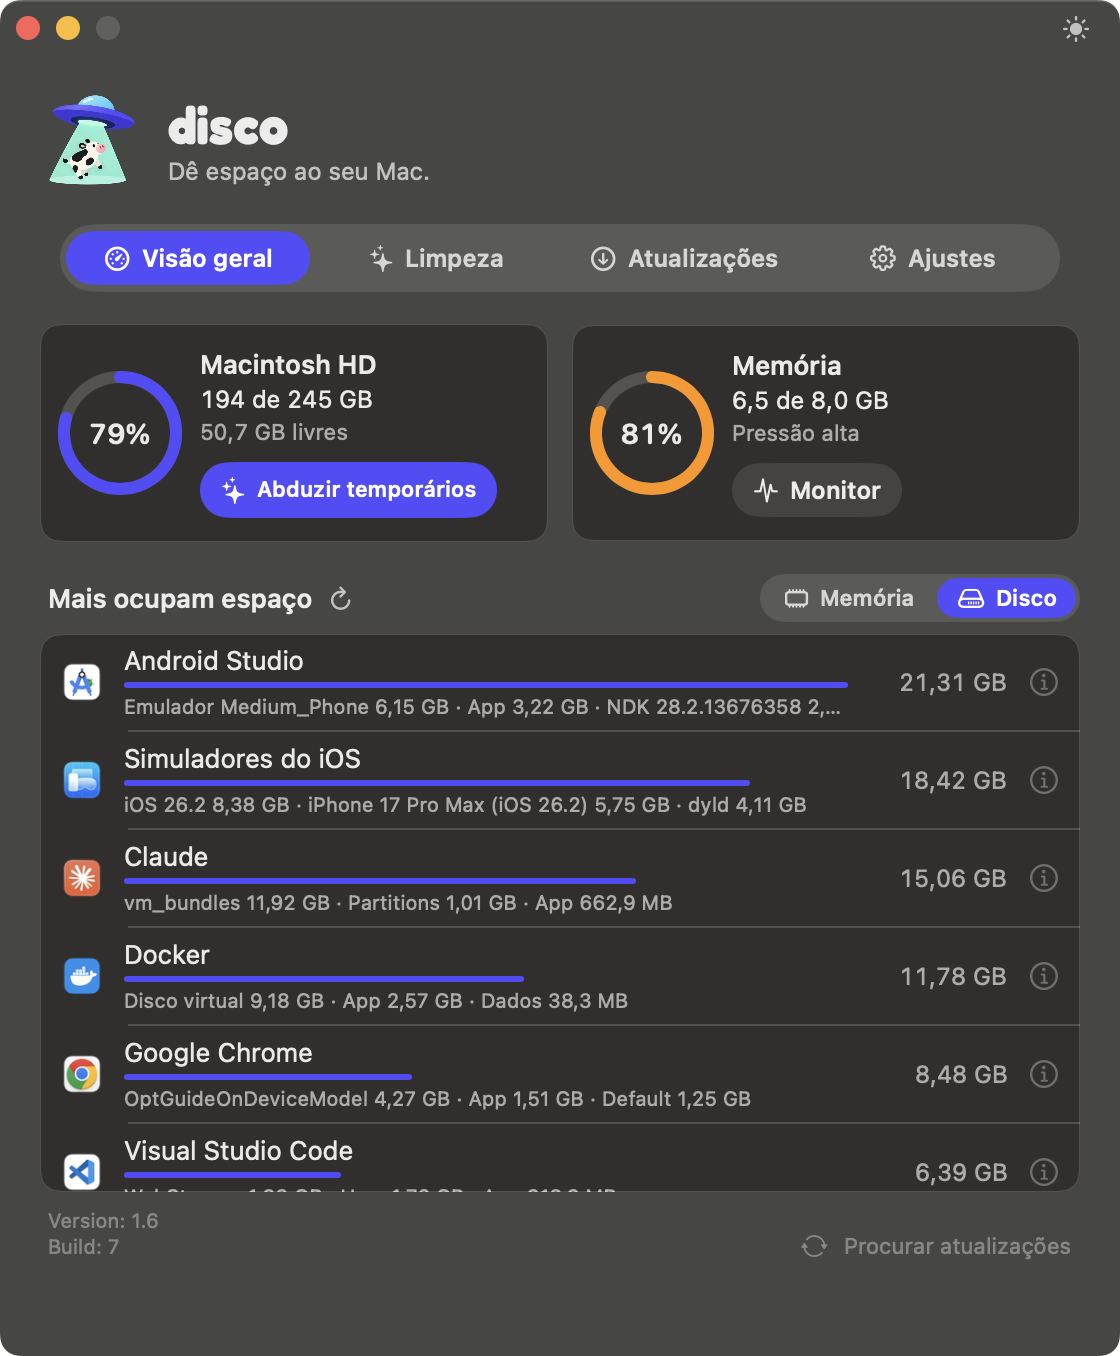 disco
Dê espaço ao seu Mac.
Visão geral
Limpeza
Atualizações
Ajustes
79%
Macintosh HD
194 de 245 GB
50,7 GB livres
Abduzir temporários
81%
Memória
6,5 de 8,0 GB
Pressão alta
Monitor
Mais ocupam espaço
Memória
Disco
Android Studio
21,31 GB
Emulador Medium_Phone 6,15 GB · App 3,22 GB · NDK 28.2.13676358 2,...
Simuladores do iOS
18,42 GB
iOS 26.2 8,38 GB · iPhone 17 Pro Max (iOS 26.2) 5,75 GB · dyld 4,11 GB
Claude
15,06 GB
vm_bundles 11,92 GB · Partitions 1,01 GB · App 662,9 MB
Docker
11,78 GB
Disco virtual 9,18 GB · App 2,57 GB · Dados 38,3 MB
Google Chrome
8,48 GB
OptGuideOnDeviceModel 4,27 GB · App 1,51 GB · Default 1,25 GB
Visual Studio Code
6,39 GB
Version: 1.6
Build: 7
Procurar atualizações